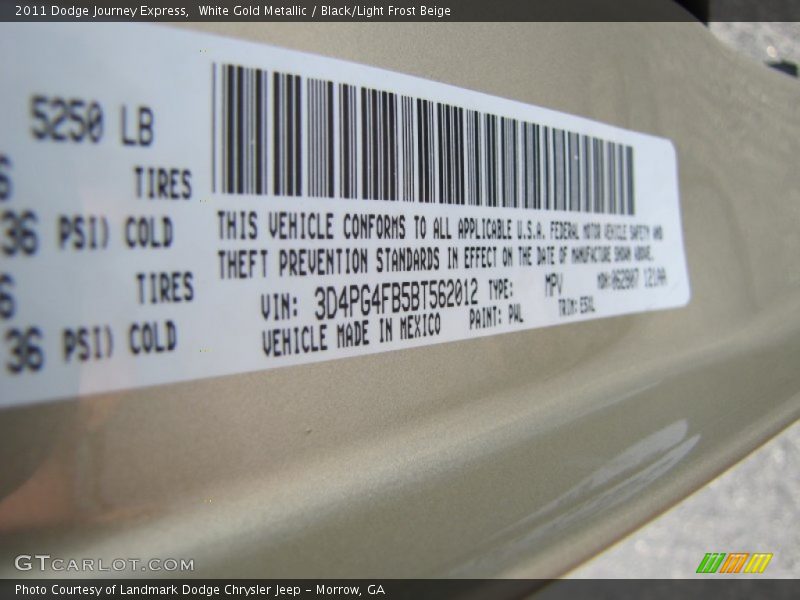 2011 Dodge Journey Express,  White Gold Metallic / Black/Light Frost Beige
5250 LB
6 TIRES
36 PSI) COLD
6 TIRES
36 PSI) COLD
THIS VEHICLE CONFORMS TO ALL APPLICABLE U.S.A. FEDERAL MOTOR VEHICLE SAFETY AND
THEFT PREVENTION STANDARDS IN EFFECT ON THE DATE OF MANUFACTURE SHOWN ABOVE.
VIN: 3D4PG4FB5BT562012 TYPE: MPV
VEHICLE MADE IN MEXICO PAINT: PWL TRIM:
GTCARLOT.COM
Photo Courtesy of Landmark Dodge Chrysler Jeep – Morrow, GA